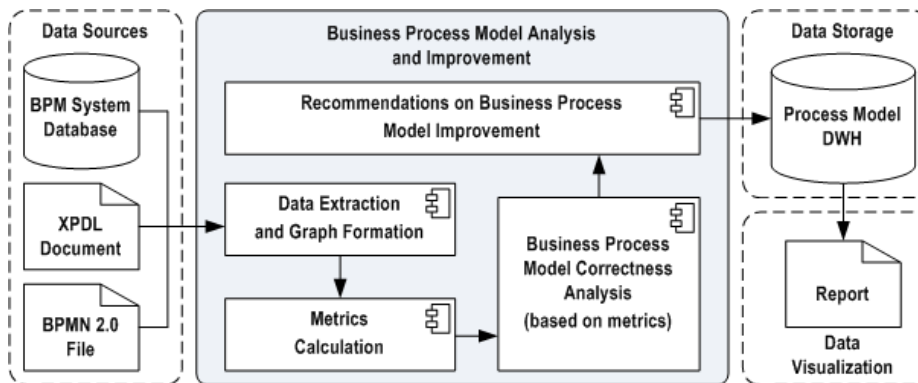 Data Sources
BPM System
Database
XPDL
Document
BPMN 2.0
File
Business Process Model Analysis
and Improvement
Recommendations on Business Process
Model Improvement
Data Extraction
and Graph Formation
Metrics
Calculation
Business Process
Model Correctness
Analysis
(based on metrics)
Data Storage
Process Model
DWH
Report
Data
Visualization